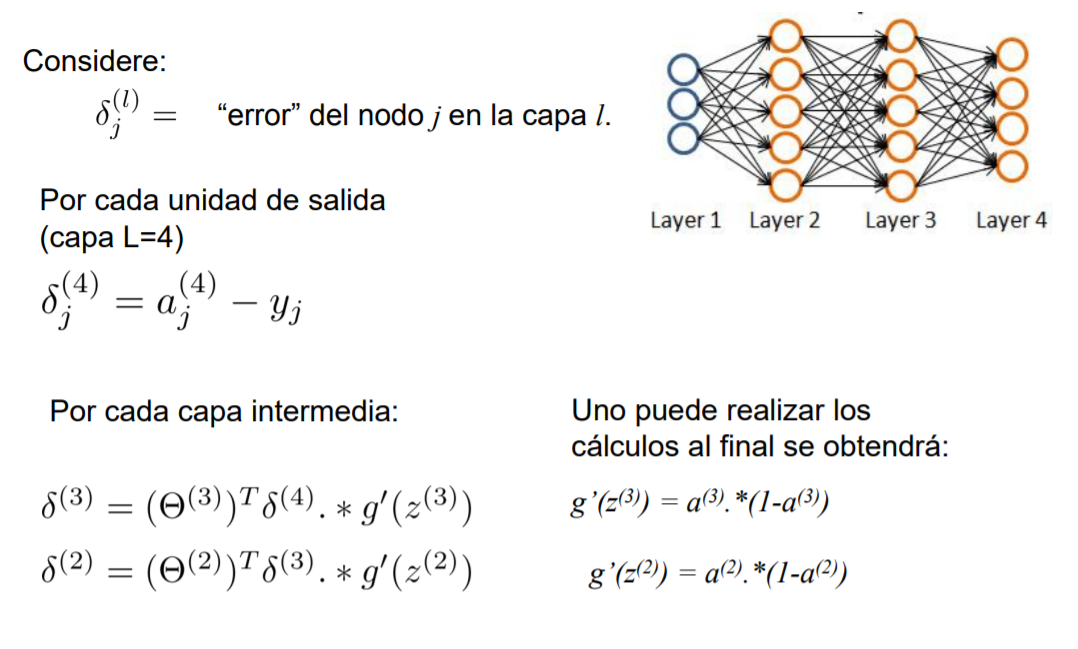 Considere:
δ_j^{(l)} = “error” del nodo j en la capa l.
Layer 1 Layer 2 Layer 3 Layer 4
Por cada unidad de salida
(capa L=4)
δ_j^{(4)} = a_j^{(4)} − y_j
Por cada capa intermedia:
δ^{(3)} = (Θ^{(3)})^T δ^{(4)}. ∗ g′(z^{(3)})
δ^{(2)} = (Θ^{(2)})^T δ^{(3)}. ∗ g′(z^{(2)})
Uno puede realizar los
cálculos al final se obtendrá:
g’(z^{(3)}) = a^{(3)}.*(1-a^{(3)})
g’(z^{(2)}) = a^{(2)}.*(1-a^{(2)})